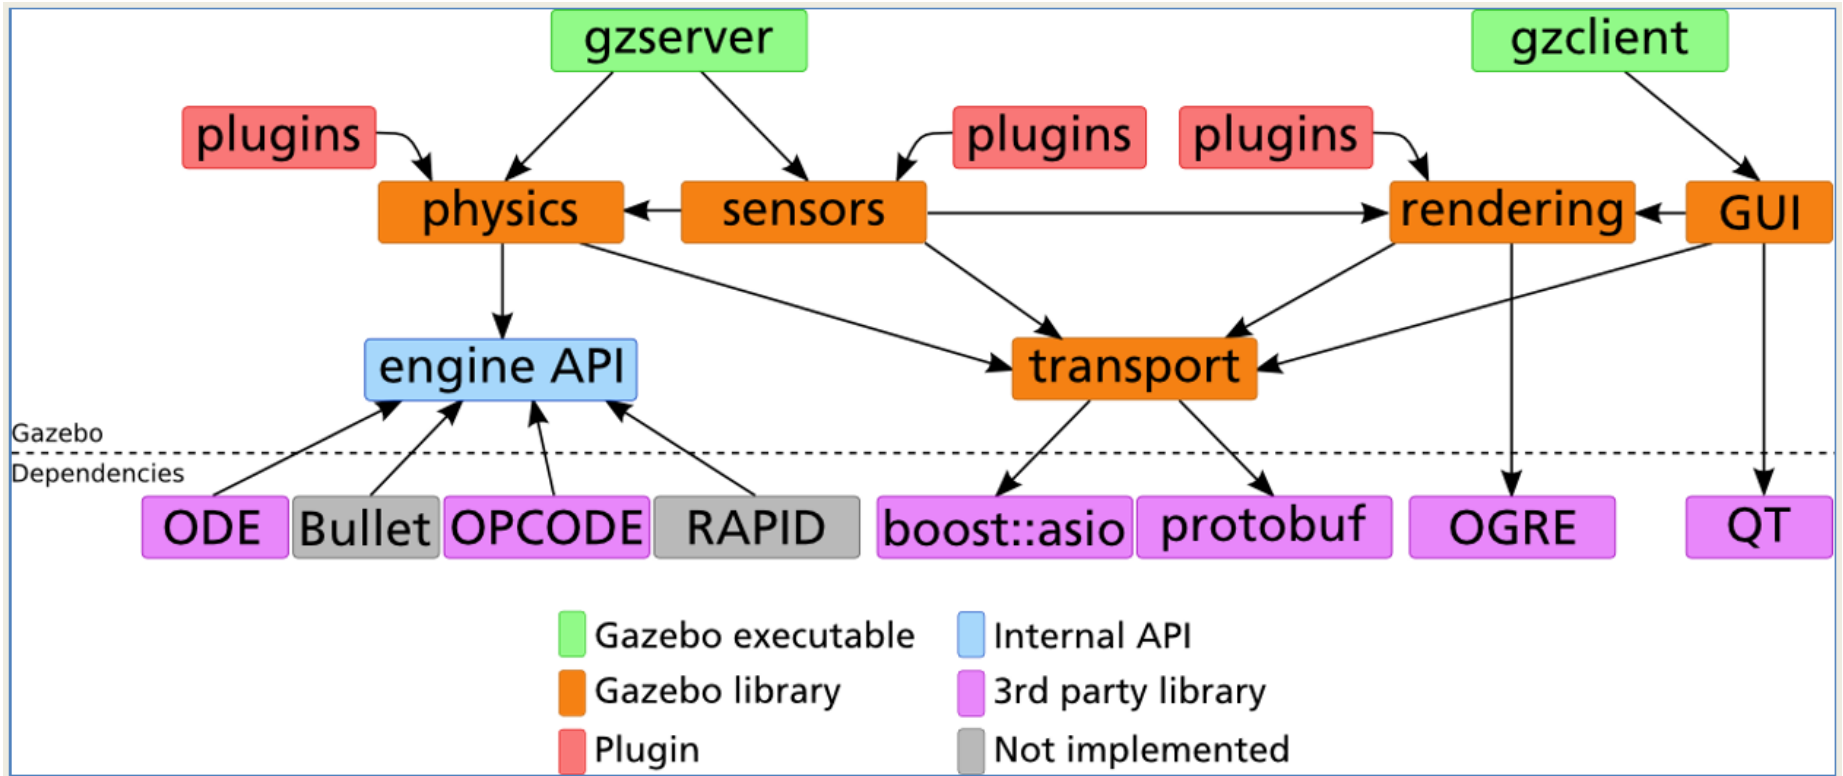 gzserver
gzclient
plugins
plugins
plugins
physics
sensors
rendering
GUI
engine API
transport
Gazebo
Dependencies
ODE
Bullet
OPCODE
RAPID
boost::asio
protobuf
OGRE
QT
Gazebo executable
Internal API
Gazebo library
3rd party library
Plugin
Not implemented